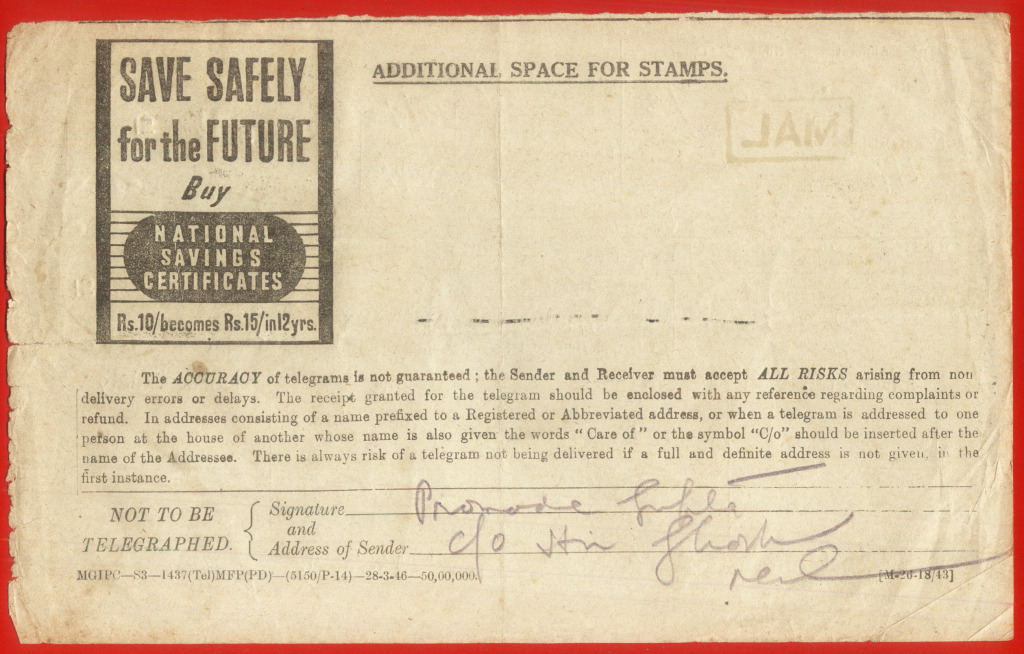 SAVE SAFELY
for the FUTURE
Buy
NATIONAL
SAVINGS
CERTIFICATES
Rs.10/becomes Rs.15/in12yrs.
ADDITIONAL SPACE FOR STAMPS.
MAL
The ACCURACY of telegrams is not guaranteed ; the Sender and Receiver must accept ALL RISKS arising from non
delivery errors or delays. The receipt granted for the telegram should be enclosed with any reference regarding complaints or
refund. In addresses consisting of a name prefixed to a Registered or Abbreviated address, or when a telegram is addressed to one
person at the house of another whose name is also given the words “ Care of ” or the symbol “C/o” should be inserted after the
name of the Addressee. There is always risk of a telegram not being delivered if a full and definite address is not given, in the
first instance.
NOT TO BE
TELEGRAPHED.
Signature Promode Gupta
and
Address of Sender C/o Ghosh
MGIPC—S3—1437(Tel)MFP(PD)—(5150/P-14)—28-3-46—50,00,000.
[M-26-18/43]